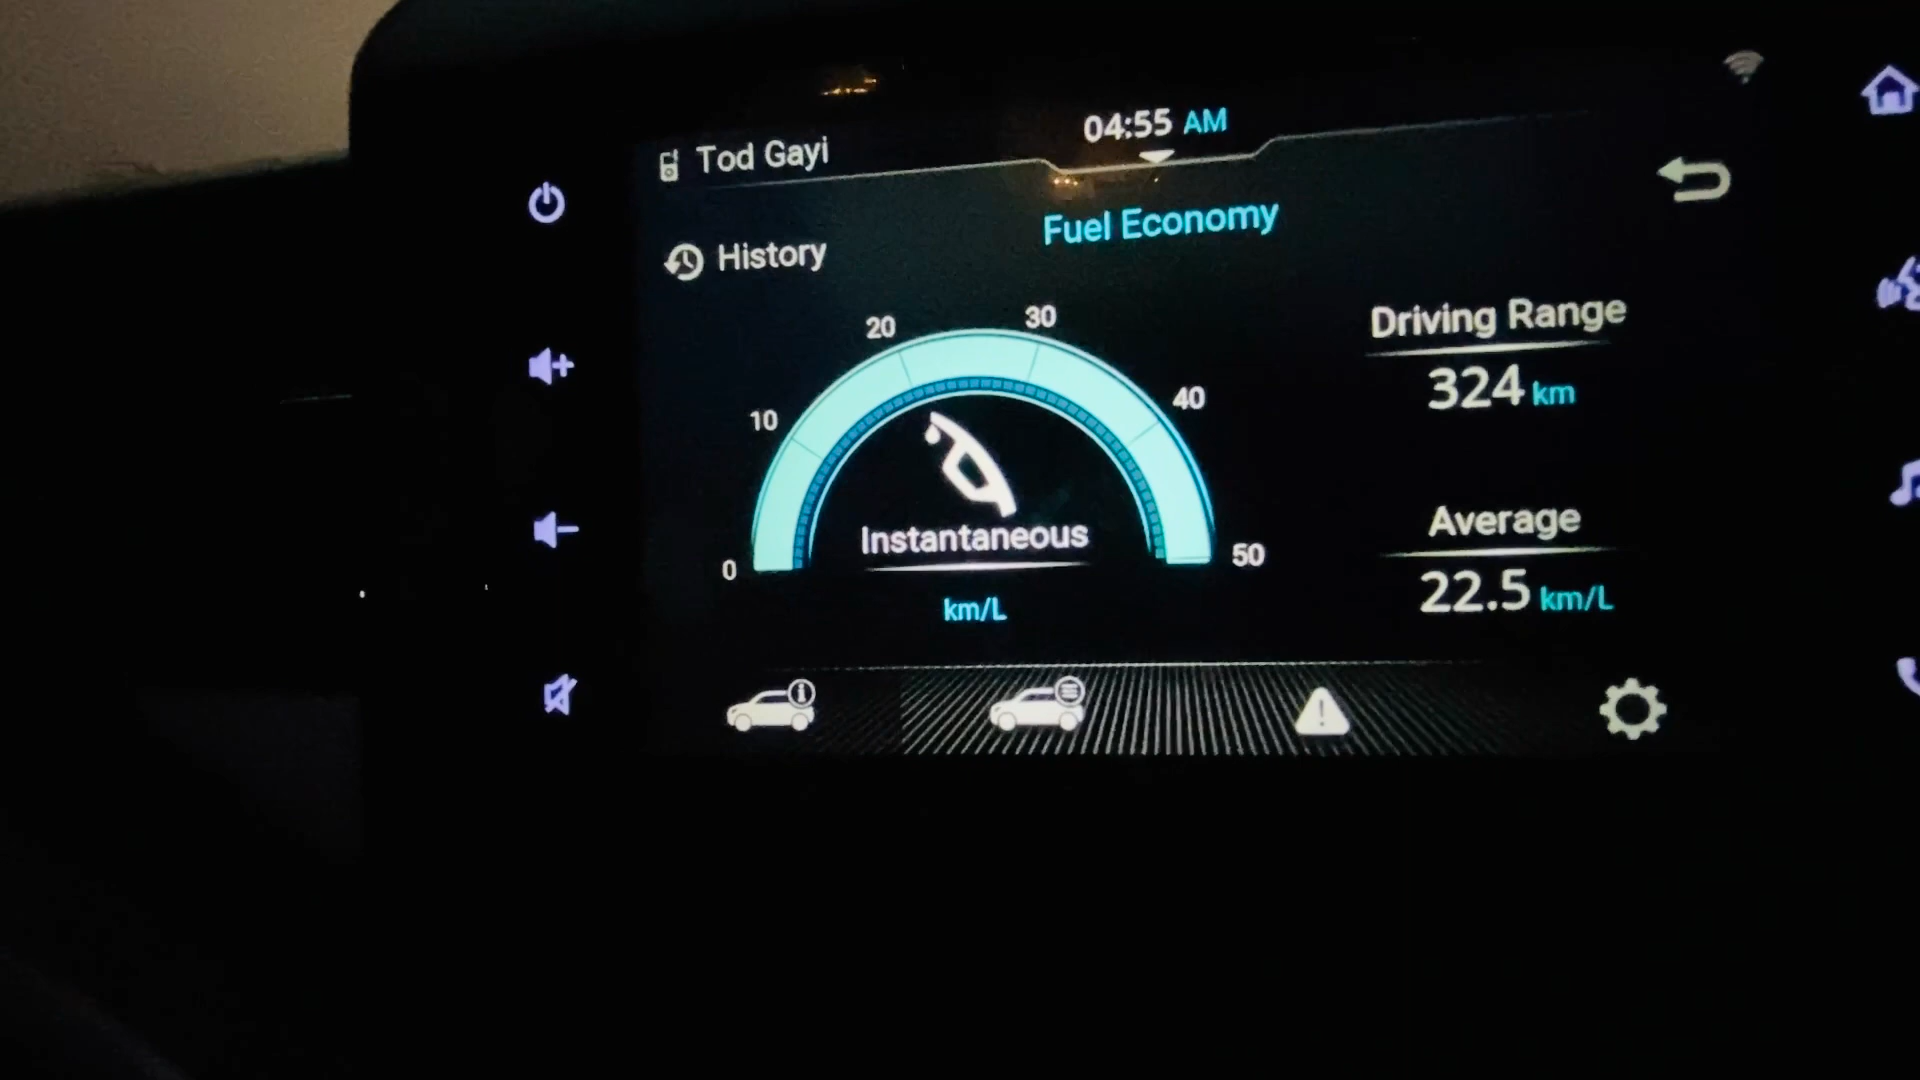 04:55 AM
Tod Gayi
Fuel Economy
History
0
10
20
30
40
50
Instantaneous
km/L
Driving Range
324 km
Average
22.5 km/L